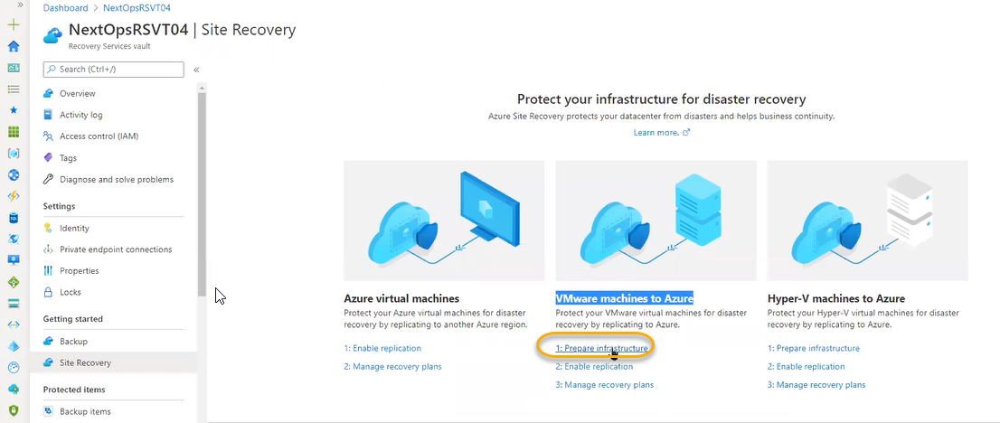 Dashboard > NextOpsRSVT04
NextOpsRSVT04 | Site Recovery
Recovery Services vault
Search (Ctrl+/)
Overview
Activity log
Access control (IAM)
Tags
Diagnose and solve problems
Settings
Identity
Private endpoint connections
Properties
Locks
Getting started
Backup
Site Recovery
Protected items
Backup items
Protect your infrastructure for disaster recovery
Azure Site Recovery protects your datacenter from disasters and helps business continuity.
Learn more.
Azure virtual machines
Protect your Azure virtual machines for disaster
recovery by replicating to another Azure region.
1: Enable replication
2: Manage recovery plans
VMware machines to Azure
Protect your VMware virtual machines for disaster
recovery by replicating to Azure.
1: Prepare infrastructure
2: Enable replication
3: Manage recovery plans
Hyper-V machines to Azure
Protect your Hyper-V virtual machines for disaster
recovery by replicating to Azure.
1: Prepare infrastructure
2: Enable replication
3: Manage recovery plans